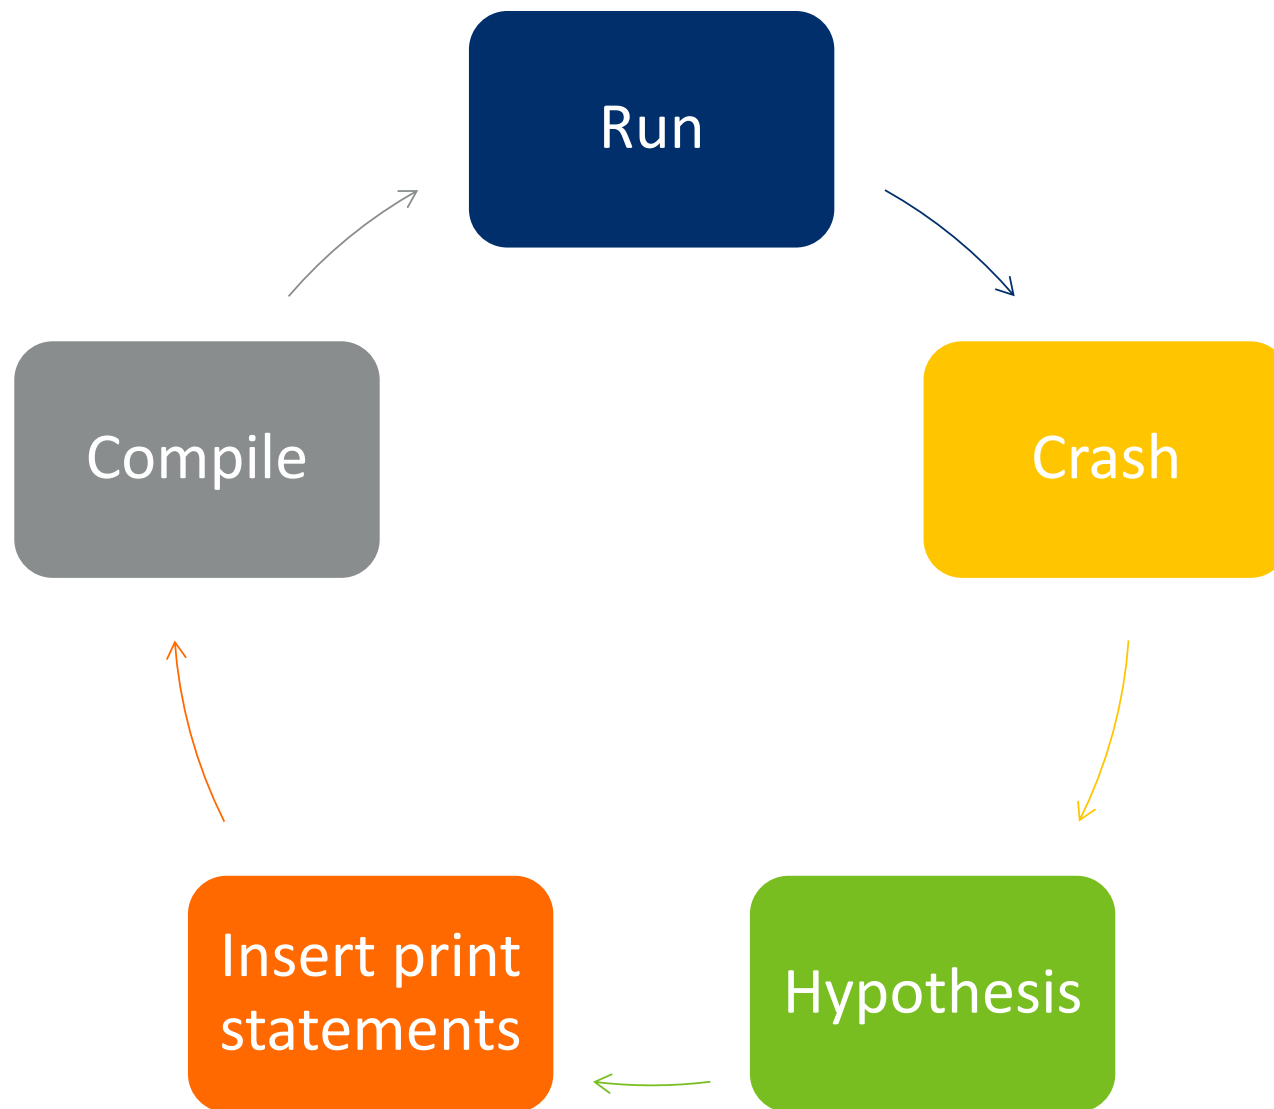 Run
Crash
Compile
Hypothesis
Insert print
statements